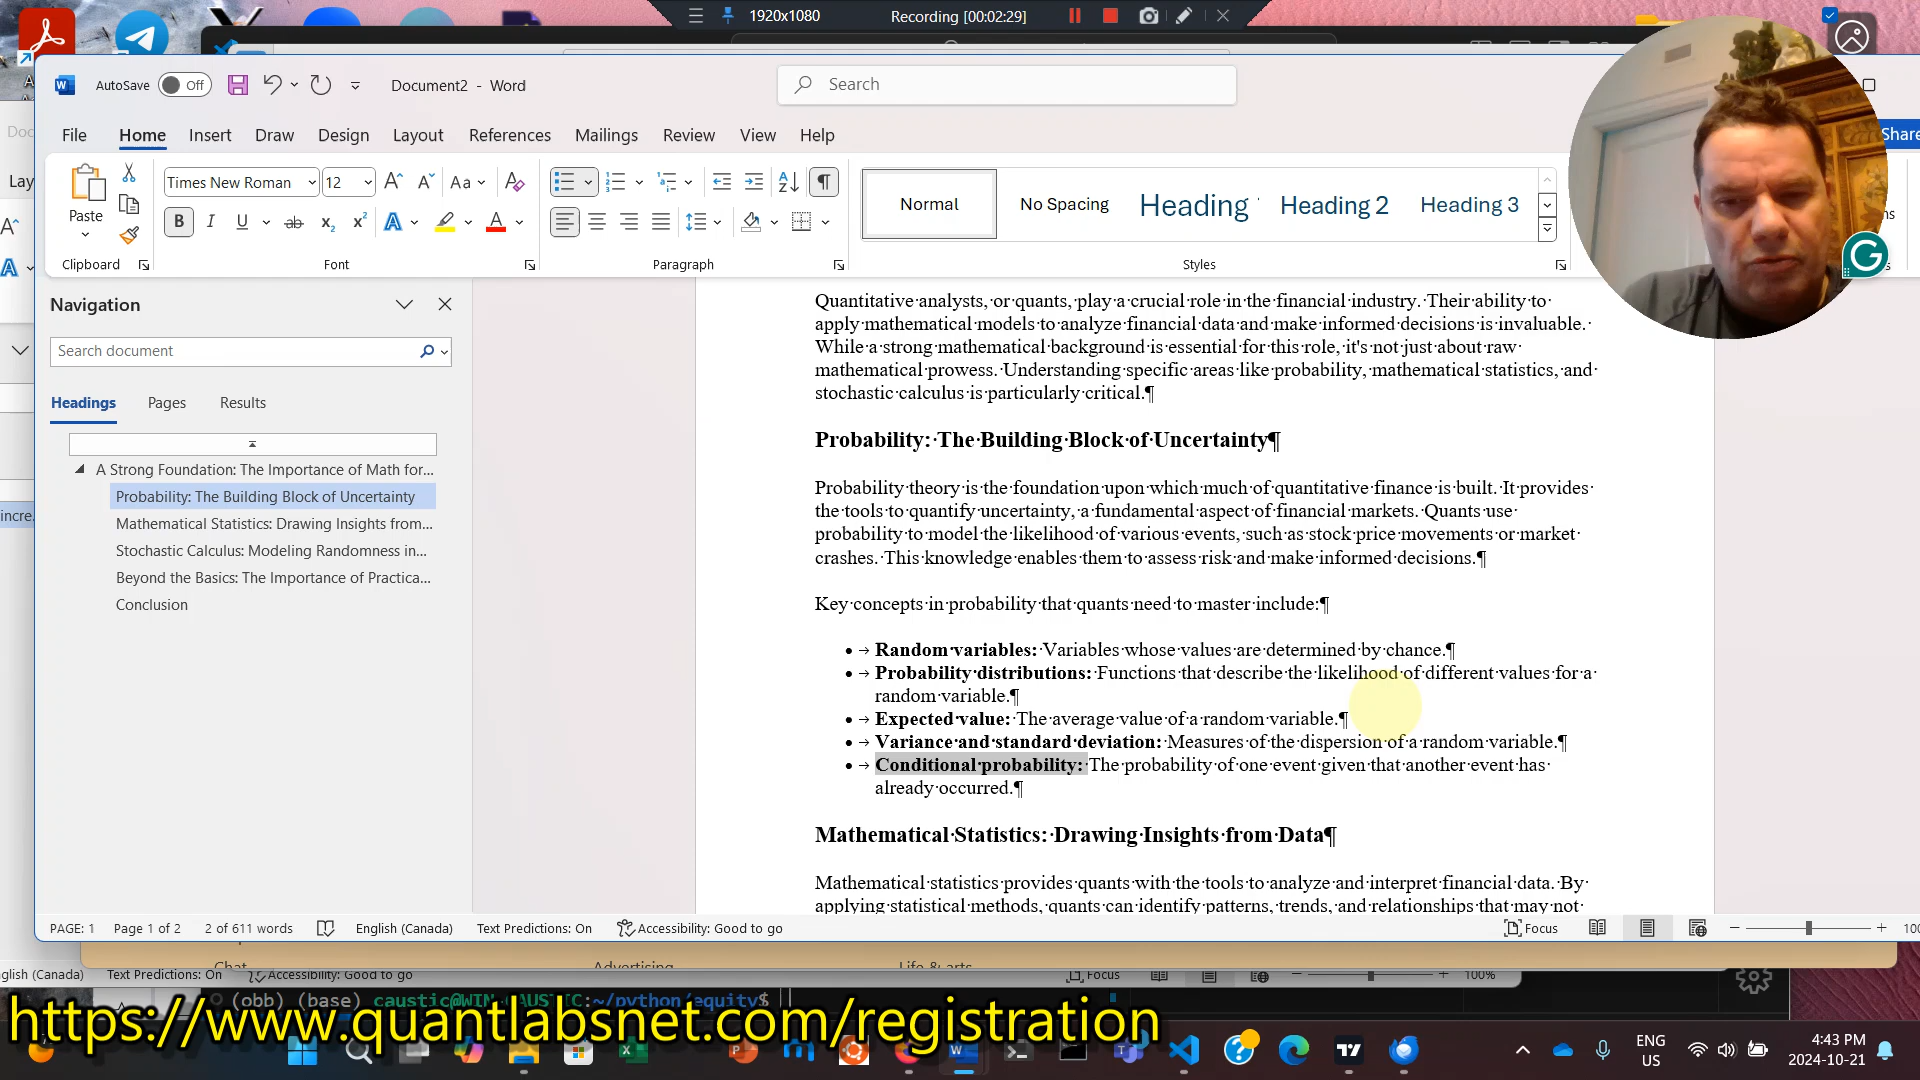 1920x1080
Recording [00:02:29]
AutoSave
Off
Document2 - Word
Search
Share
File
Home
Insert
Draw
Design
Layout
References
Mailings
Review
View
Help
Lay
Paste
Times New Roman
12
Normal
No Spacing
Heading
Heading 2
Heading 3
Clipboard
Font
Paragraph
Styles
Navigation
Search document
Headings
Pages
Results
A Strong Foundation: The Importance of Math for...
Probability: The Building Block of Uncertainty
Mathematical Statistics: Drawing Insights from...
Stochastic Calculus: Modeling Randomness in...
Beyond the Basics: The Importance of Practica...
Conclusion
incre
Quantitative analysts, or quants, play a crucial role in the financial industry. Their ability to
apply mathematical models to analyze financial data and make informed decisions is invaluable.
While a strong mathematical background is essential for this role, it's not just about raw
mathematical prowess. Understanding specific areas like probability, mathematical statistics, and
stochastic calculus is particularly critical.¶
Probability: The Building Block of Uncertainty¶
Probability theory is the foundation upon which much of quantitative finance is built. It provides
the tools to quantify uncertainty, a fundamental aspect of financial markets. Quants use
probability to model the likelihood of various events, such as stock price movements or market
crashes. This knowledge enables them to assess risk and make informed decisions.¶
Key concepts in probability that quants need to master include:¶
• → Random variables: Variables whose values are determined by chance.¶
• → Probability distributions: Functions that describe the likelihood of different values for a
random variable.¶
• → Expected value: The average value of a random variable.¶
• → Variance and standard deviation: Measures of the dispersion of a random variable.¶
• → Conditional probability: The probability of one event given that another event has
already occurred.¶
Mathematical Statistics: Drawing Insights from Data¶
Mathematical statistics provides quants with the tools to analyze and interpret financial data. By
applying statistical methods, quants can identify patterns, trends, and relationships that may not
PAGE: 1
Page 1 of 2
2 of 611 words
English (Canada)
Text Predictions: On
Accessibility: Good to go
Focus
100
nglish (Canada)
Text Predictions: On
Accessibility: Good to go
Focus
100%
(obb) (base) caustic@WIN-CAUSTIC:~/python/equity$
https://www.quantlabsnet.com/registration
ENG
US
4:43 PM
2024-10-21